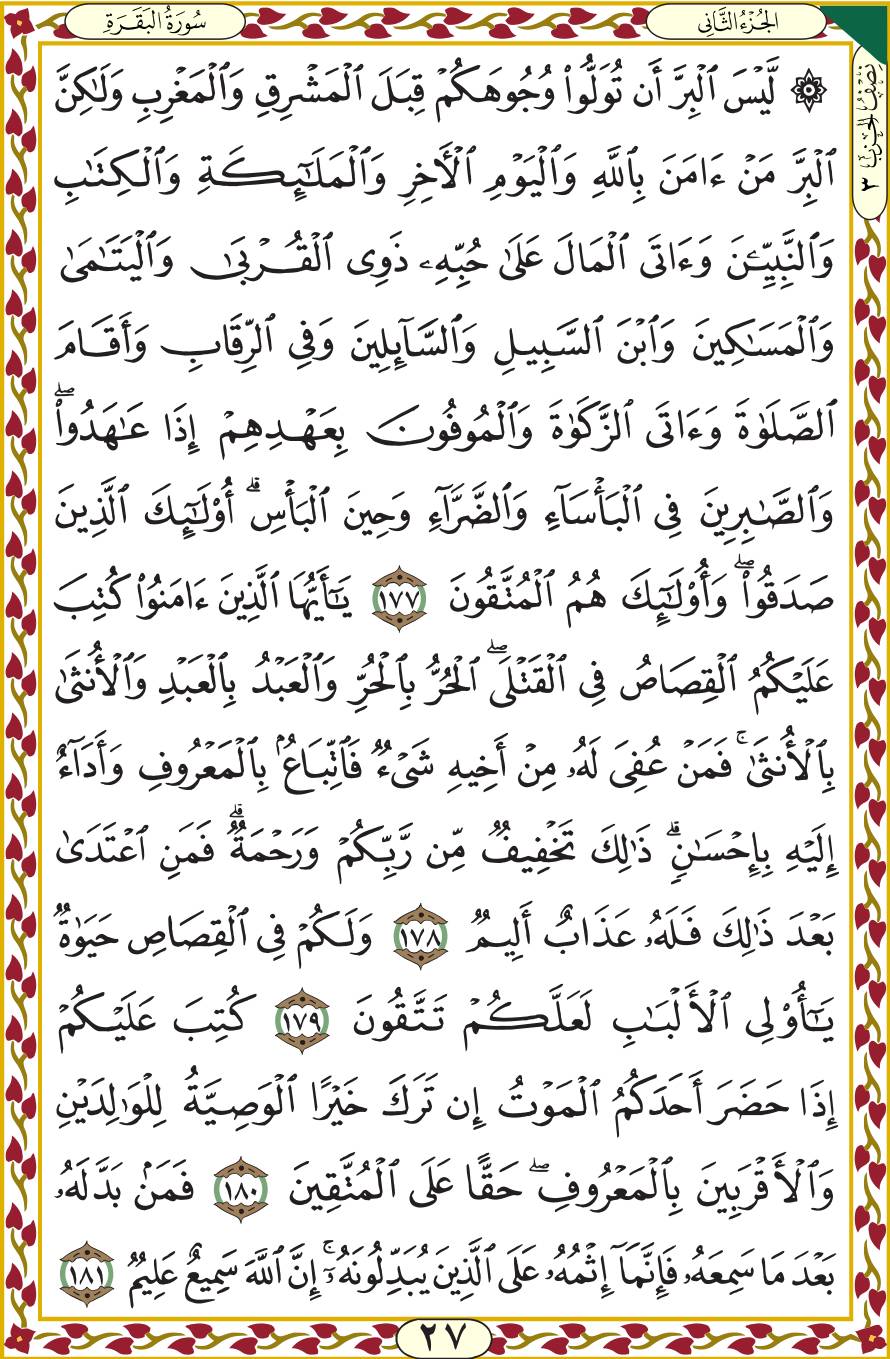 الجُزْءُ الثَّانِي
سُورَةُ البَقَرَةِ
نِصْفُ الحِزْبِ ٣
۞ لَّيْسَ ٱلْبِرَّ أَن تُوَلُّوا۟ وُجُوهَكُمْ قِبَلَ ٱلْمَشْرِقِ وَٱلْمَغْرِبِ وَلَـٰكِنَّ
ٱلْبِرَّ مَنْ ءَامَنَ بِٱللَّهِ وَٱلْيَوْمِ ٱلْأَخِرِ وَٱلْمَلَـٰٓئِكَةِ وَٱلْكِتَـٰبِ
وَٱلنَّبِيِّـۧنَ وَءَاتَى ٱلْمَالَ عَلَىٰ حُبِّهِۦ ذَوِى ٱلْقُرْبَىٰ وَٱلْيَتَـٰمَىٰ
وَٱلْمَسَـٰكِينَ وَٱبْنَ ٱلسَّبِيلِ وَٱلسَّآئِلِينَ وَفِى ٱلرِّقَابِ وَأَقَامَ
ٱلصَّلَوٰةَ وَءَاتَى ٱلزَّكَوٰةَ وَٱلْمُوفُونَ بِعَهْدِهِمْ إِذَا عَـٰهَدُوا۟ۖ
وَٱلصَّـٰبِرِينَ فِى ٱلْبَأْسَآءِ وَٱلضَّرَّآءِ وَحِينَ ٱلْبَأْسِۗ أُو۟لَـٰٓئِكَ ٱلَّذِينَ
صَدَقُوا۟ۖ وَأُو۟لَـٰٓئِكَ هُمُ ٱلْمُتَّقُونَ ١٧٧ يَـٰٓأَيُّهَا ٱلَّذِينَ ءَامَنُوا۟ كُتِبَ
عَلَيْكُمُ ٱلْقِصَاصُ فِى ٱلْقَتْلَىۖ ٱلْحُرُّ بِٱلْحُرِّ وَٱلْعَبْدُ بِٱلْعَبْدِ وَٱلْأُنثَىٰ
بِٱلْأُنثَىٰۚ فَمَنْ عُفِىَ لَهُۥ مِنْ أَخِيهِ شَىْءٌ فَٱتِّبَاعٌۢ بِٱلْمَعْرُوفِ وَأَدَآءٌ
إِلَيْهِ بِإِحْسَـٰنٍۗ ذَٰلِكَ تَخْفِيفٌ مِّن رَّبِّكُمْ وَرَحْمَةٌۗ فَمَنِ ٱعْتَدَىٰ
بَعْدَ ذَٰلِكَ فَلَهُۥ عَذَابٌ أَلِيمٌ ١٧٨ وَلَكُمْ فِى ٱلْقِصَاصِ حَيَوٰةٌ
يَـٰٓأُو۟لِى ٱلْأَلْبَـٰبِ لَعَلَّكُمْ تَتَّقُونَ ١٧٩ كُتِبَ عَلَيْكُمْ
إِذَا حَضَرَ أَحَدَكُمُ ٱلْمَوْتُ إِن تَرَكَ خَيْرًا ٱلْوَصِيَّةُ لِلْوَٰلِدَيْنِ
وَٱلْأَقْرَبِينَ بِٱلْمَعْرُوفِۖ حَقًّا عَلَى ٱلْمُتَّقِينَ ١٨٠ فَمَنۢ بَدَّلَهُۥ
بَعْدَ مَا سَمِعَهُۥ فَإِنَّمَآ إِثْمُهُۥ عَلَى ٱلَّذِينَ يُبَدِّلُونَهُۥٓۚ إِنَّ ٱللَّهَ سَمِيعٌ عَلِيمٌ ١٨١
٢٧